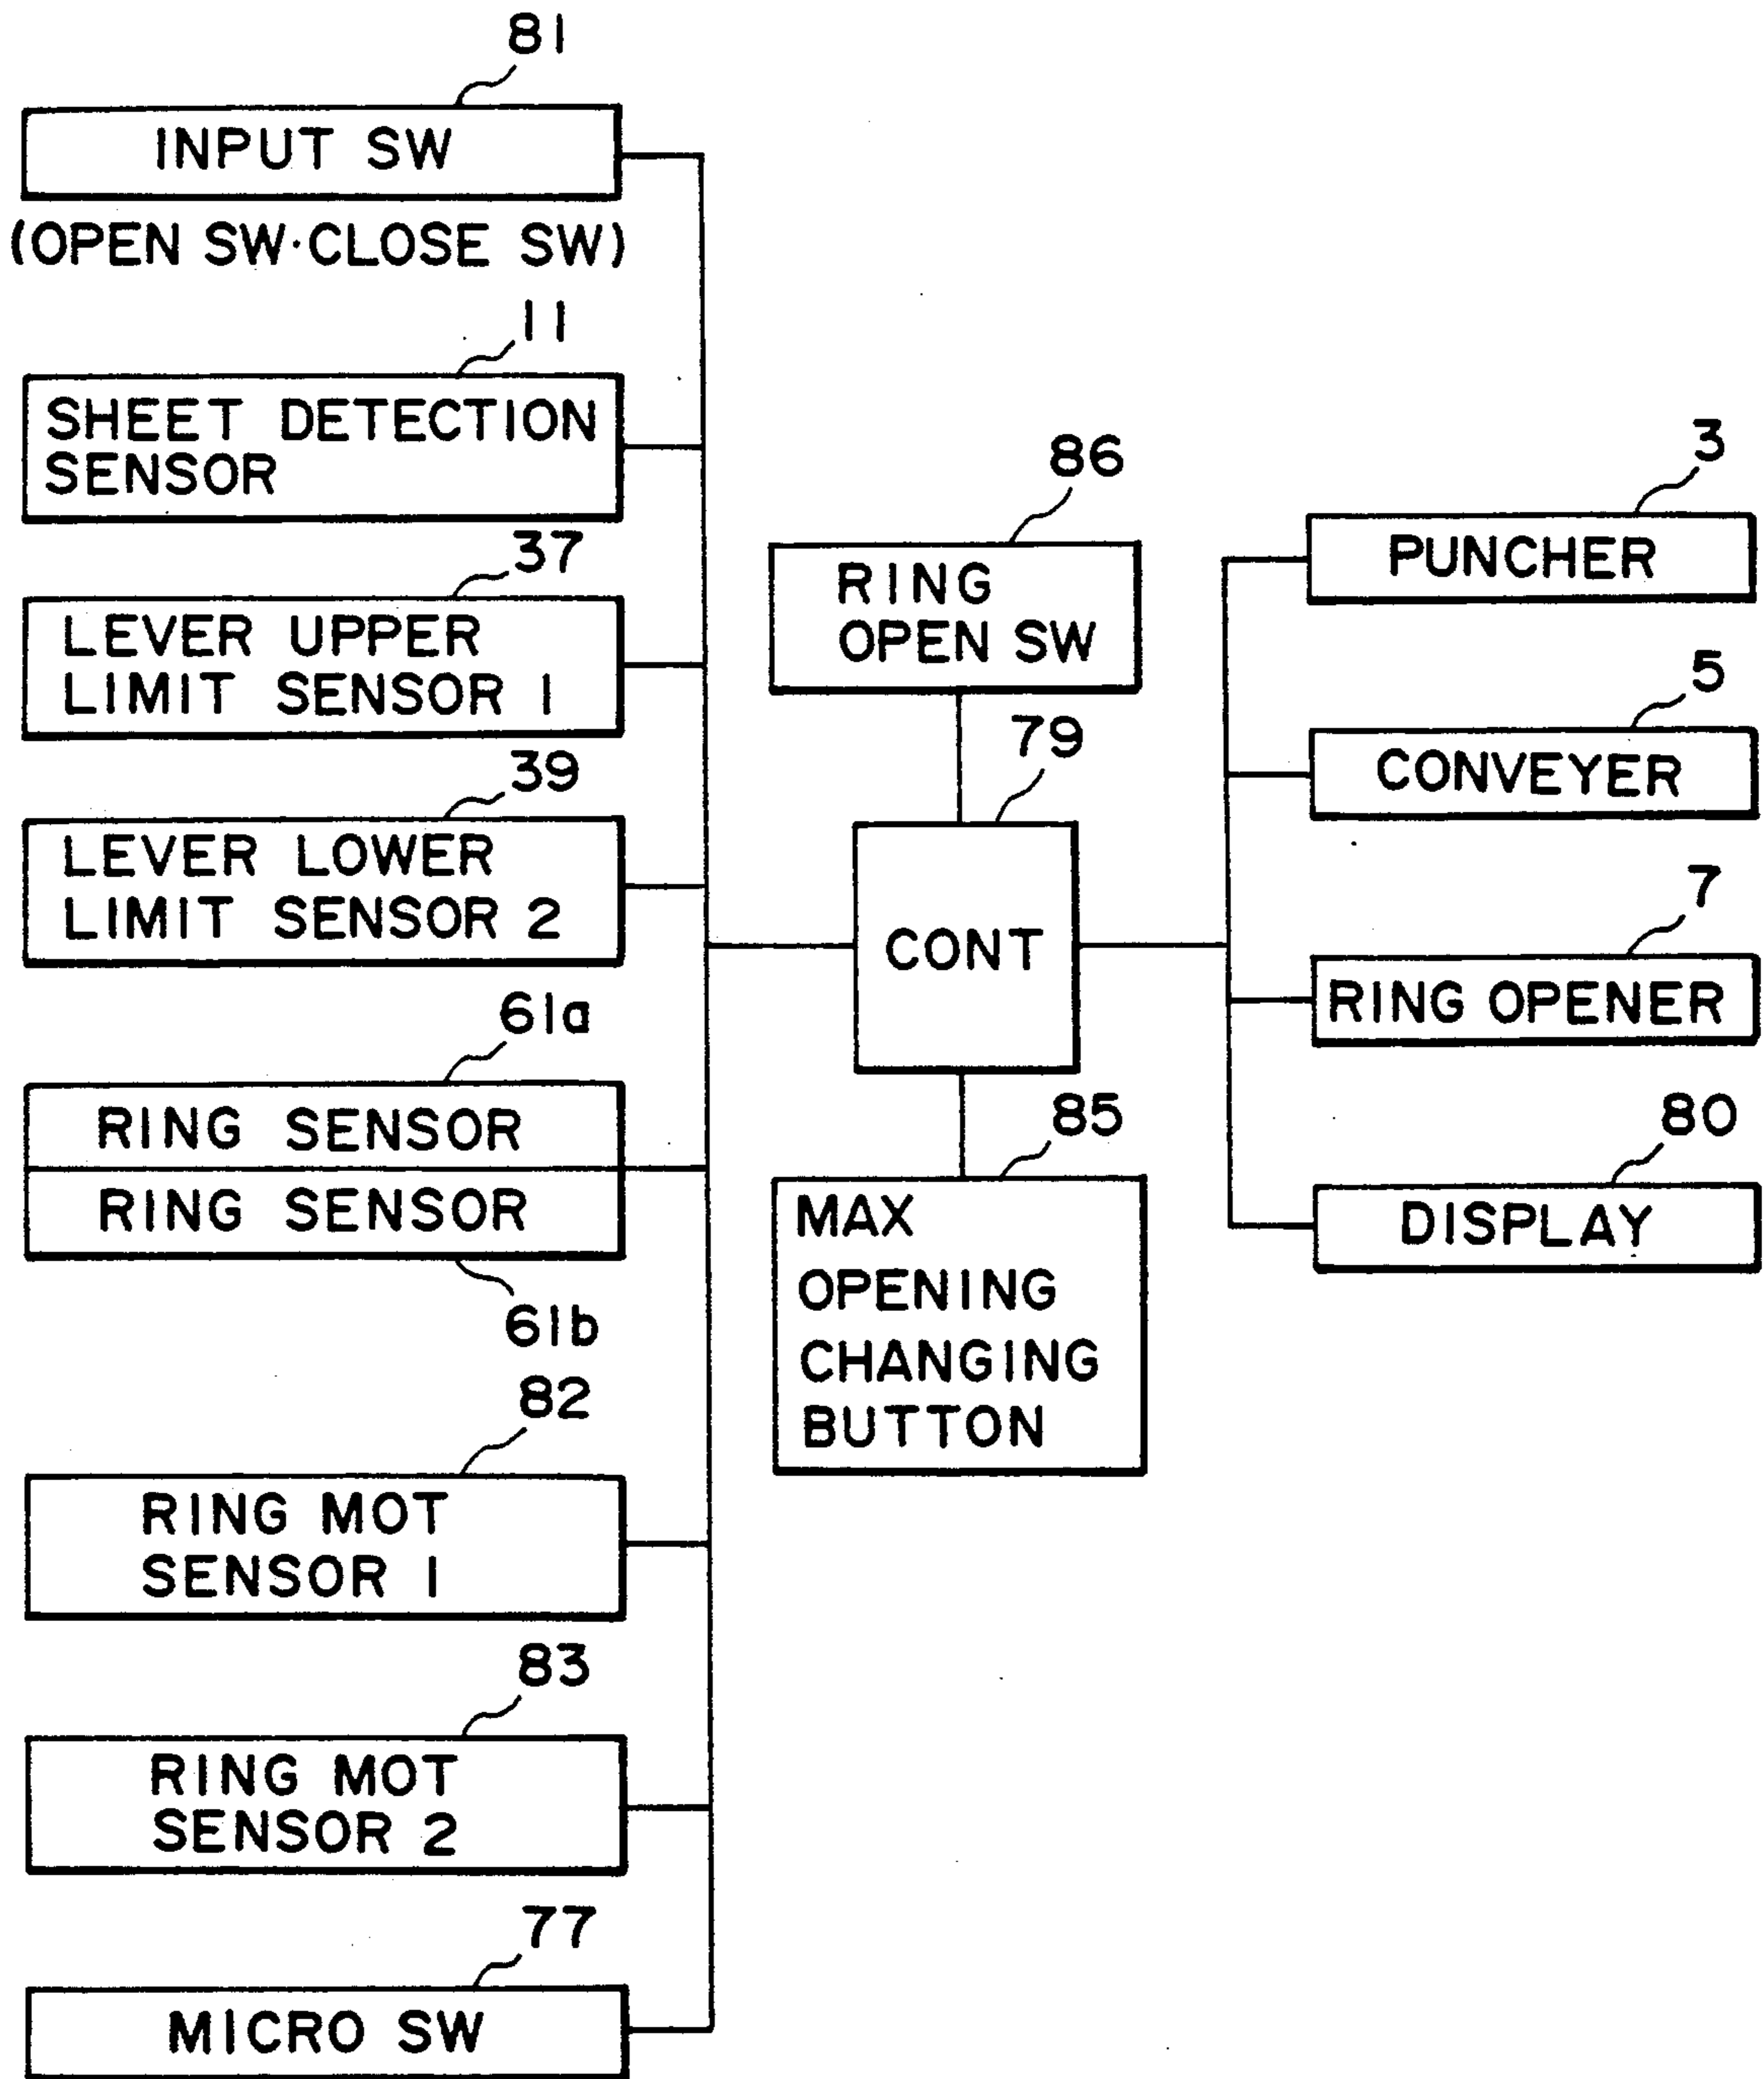 81
INPUT SW
(OPEN SW·CLOSE SW)
11
SHEET DETECTION
SENSOR
37
LEVER UPPER
LIMIT SENSOR 1
39
LEVER LOWER
LIMIT SENSOR 2
61a
RING SENSOR
RING SENSOR
61b
82
RING MOT
SENSOR 1
83
RING MOT
SENSOR 2
77
MICRO SW
86
RING
OPEN SW
79
CONT
85
MAX
OPENING
CHANGING
BUTTON
3
PUNCHER
5
CONVEYER
7
RING OPENER
80
DISPLAY